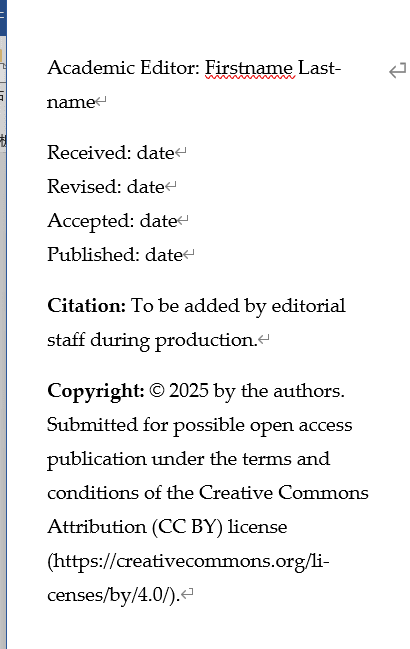 Academic Editor: Firstname Last-
name
Received: date
Revised: date
Accepted: date
Published: date
Citation: To be added by editorial
staff during production.
Copyright: © 2025 by the authors.
Submitted for possible open access
publication under the terms and
conditions of the Creative Commons
Attribution (CC BY) license
(https://creativecommons.org/li-
censes/by/4.0/).